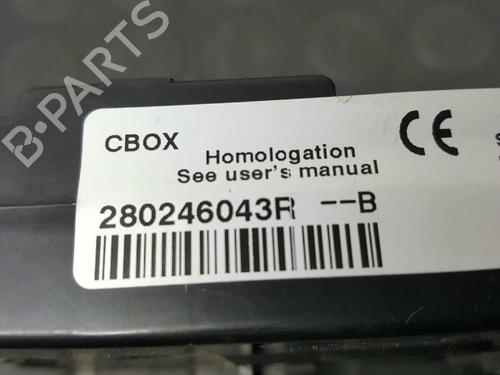 B-PARTS
CBOX
CE
Homologation
See user's manual
280246043R --B